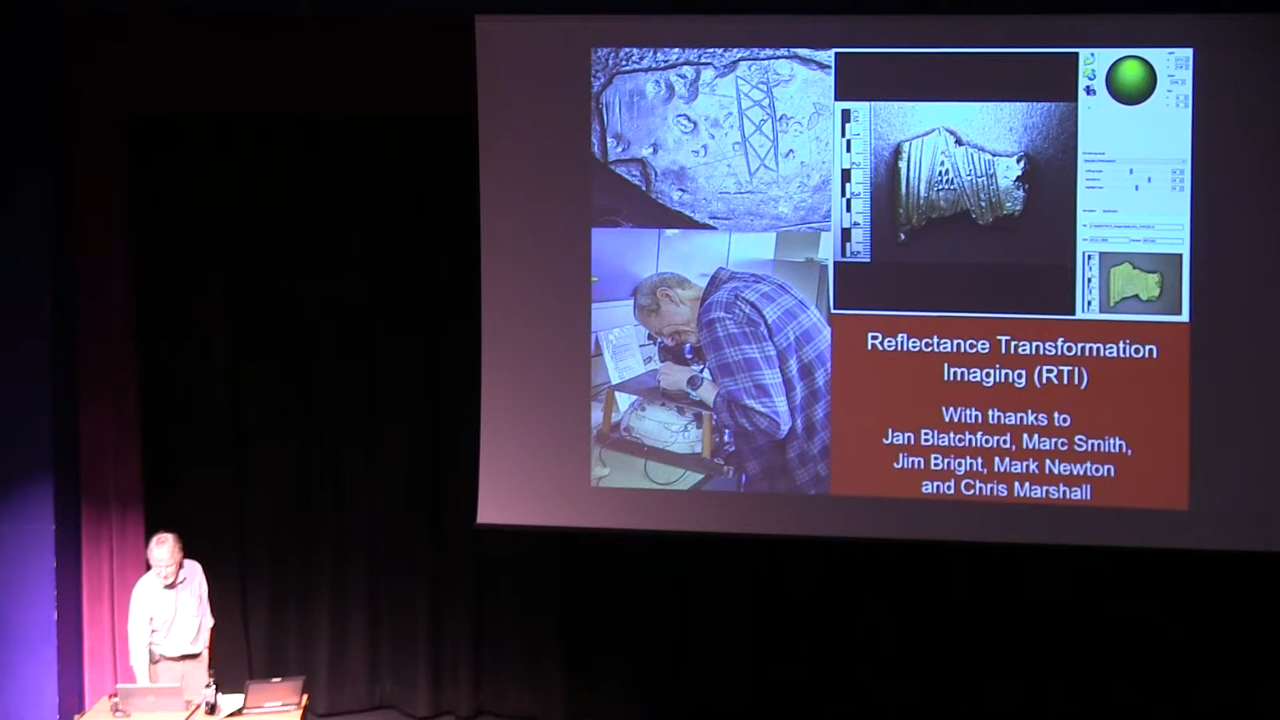 Reflectance Transformation
Imaging (RTI)
With thanks to
Jan Blatchford, Marc Smith,
Jim Bright, Mark Newton
and Chris Marshall